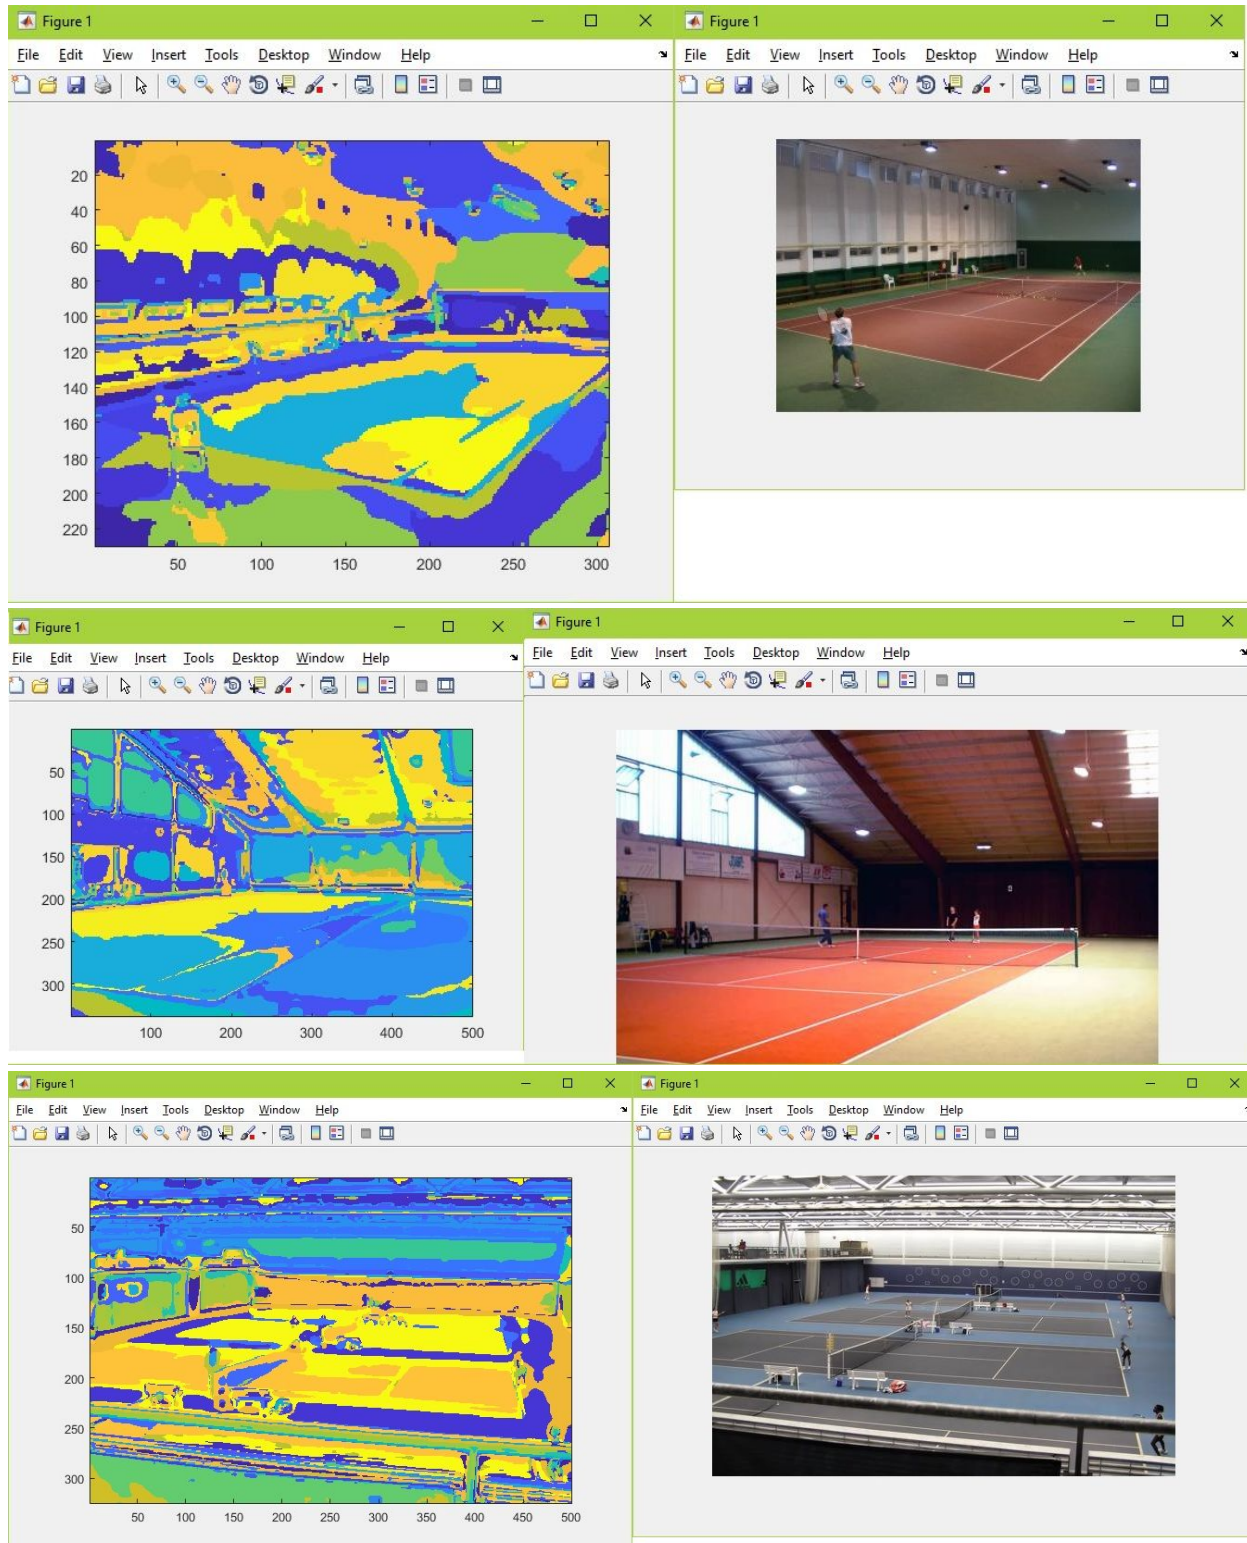 Figure 1
File Edit View Insert Tools Desktop Window Help
20
40
60
80
100
120
140
160
180
200
220
50 100 150 200 250 300
Figure 1
File Edit View Insert Tools Desktop Window Help
Figure 1
File Edit View Insert Tools Desktop Window Help
50
100
150
200
250
300
100 200 300 400 500
Figure 1
File Edit View Insert Tools Desktop Window Help
Figure 1
File Edit View Insert Tools Desktop Window Help
50
100
150
200
250
300
50 100 150 200 250 300 350 400 450 500
Figure 1
File Edit View Insert Tools Desktop Window Help